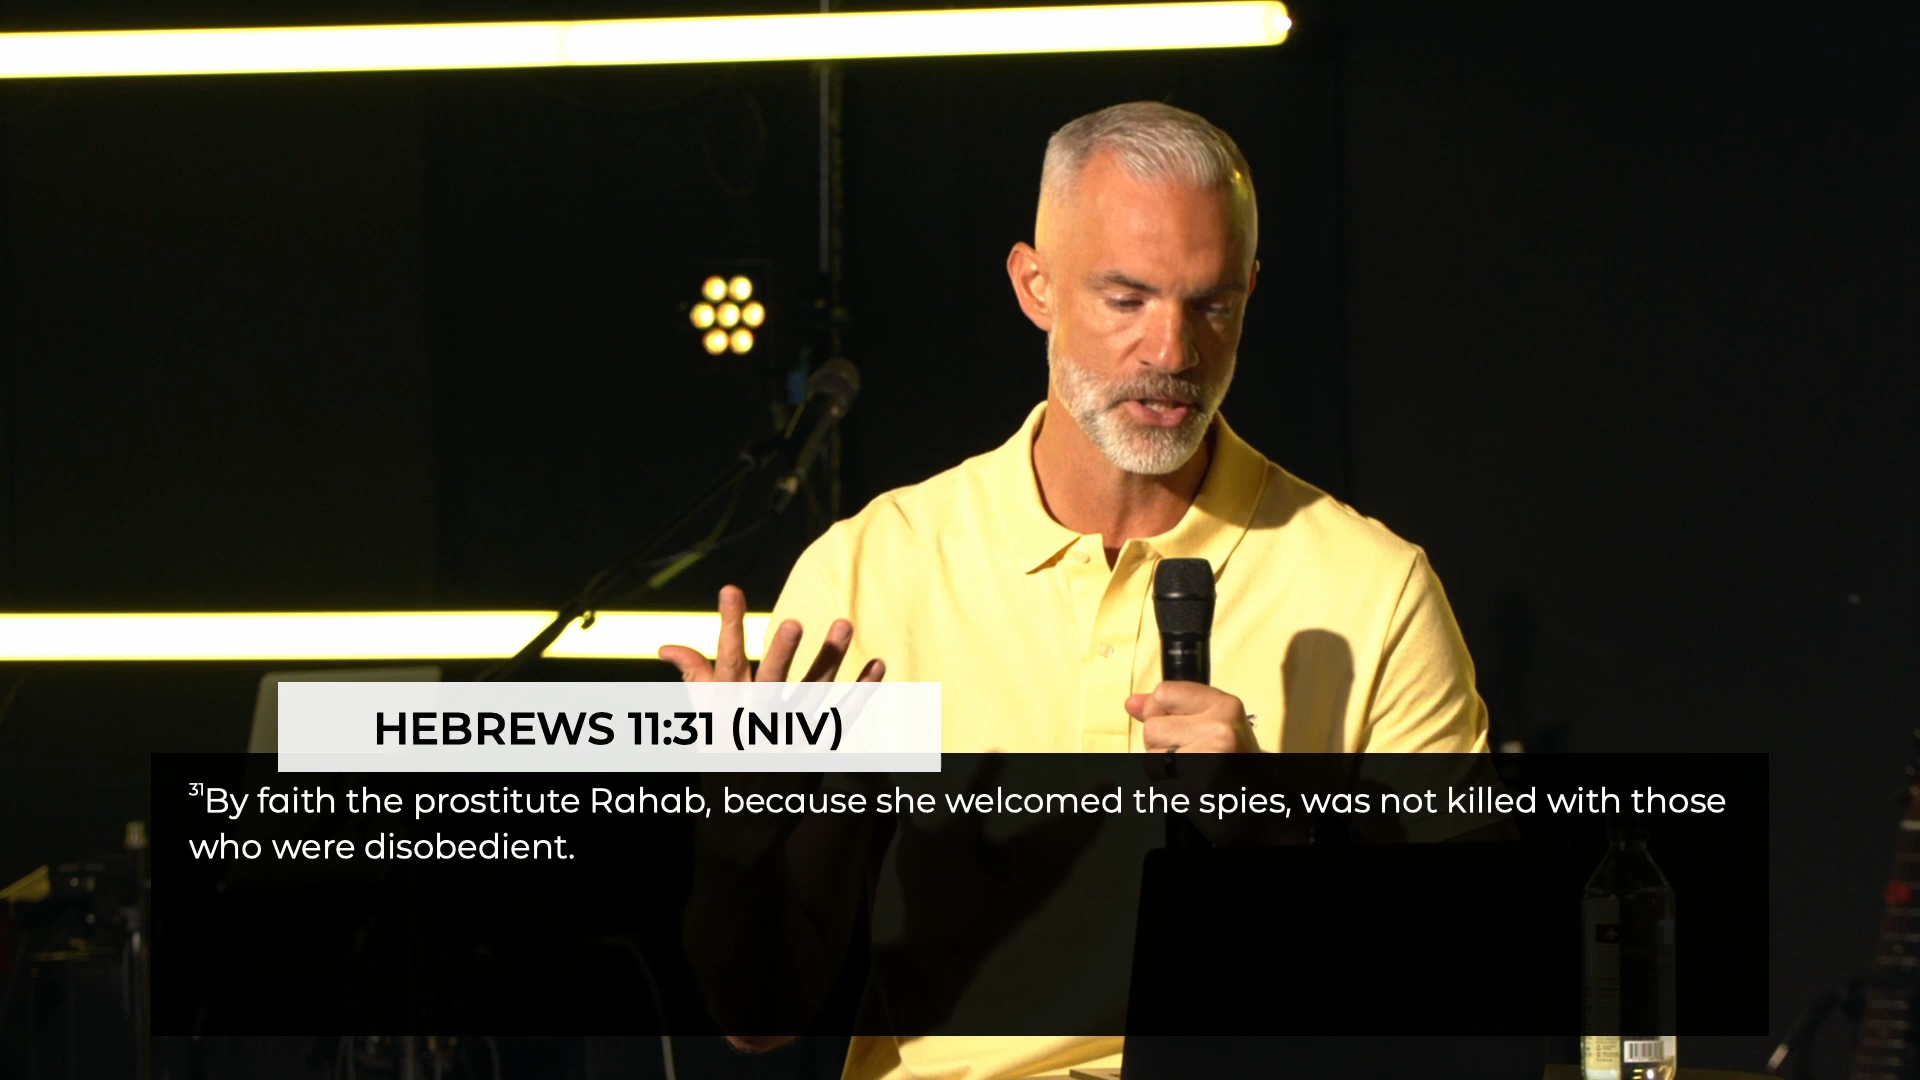 HEBREWS 11:31 (NIV)
³¹By faith the prostitute Rahab, because she welcomed the spies, was not killed with those
who were disobedient.